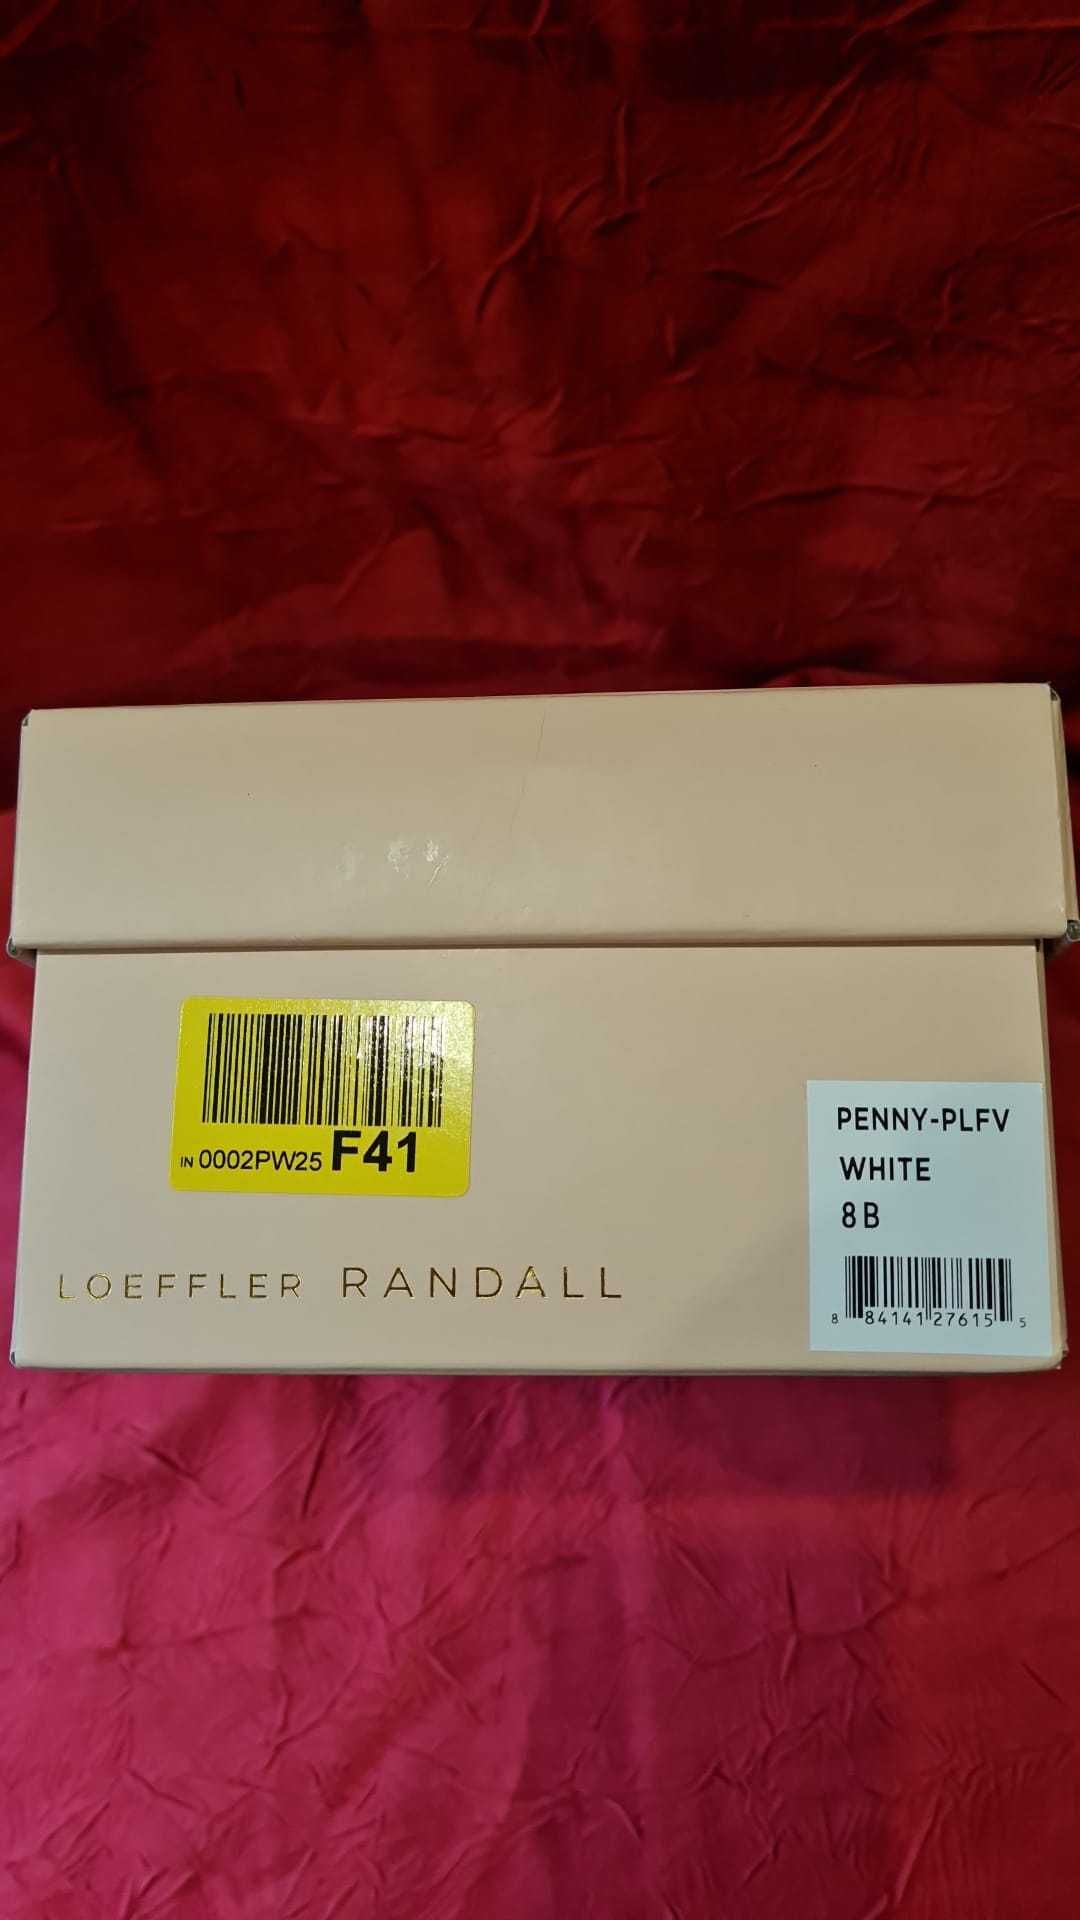 IN 0002PW25 F41
LOEFFLER RANDALL
PENNY-PLFV
WHITE
8 B
8 84141 27615 5